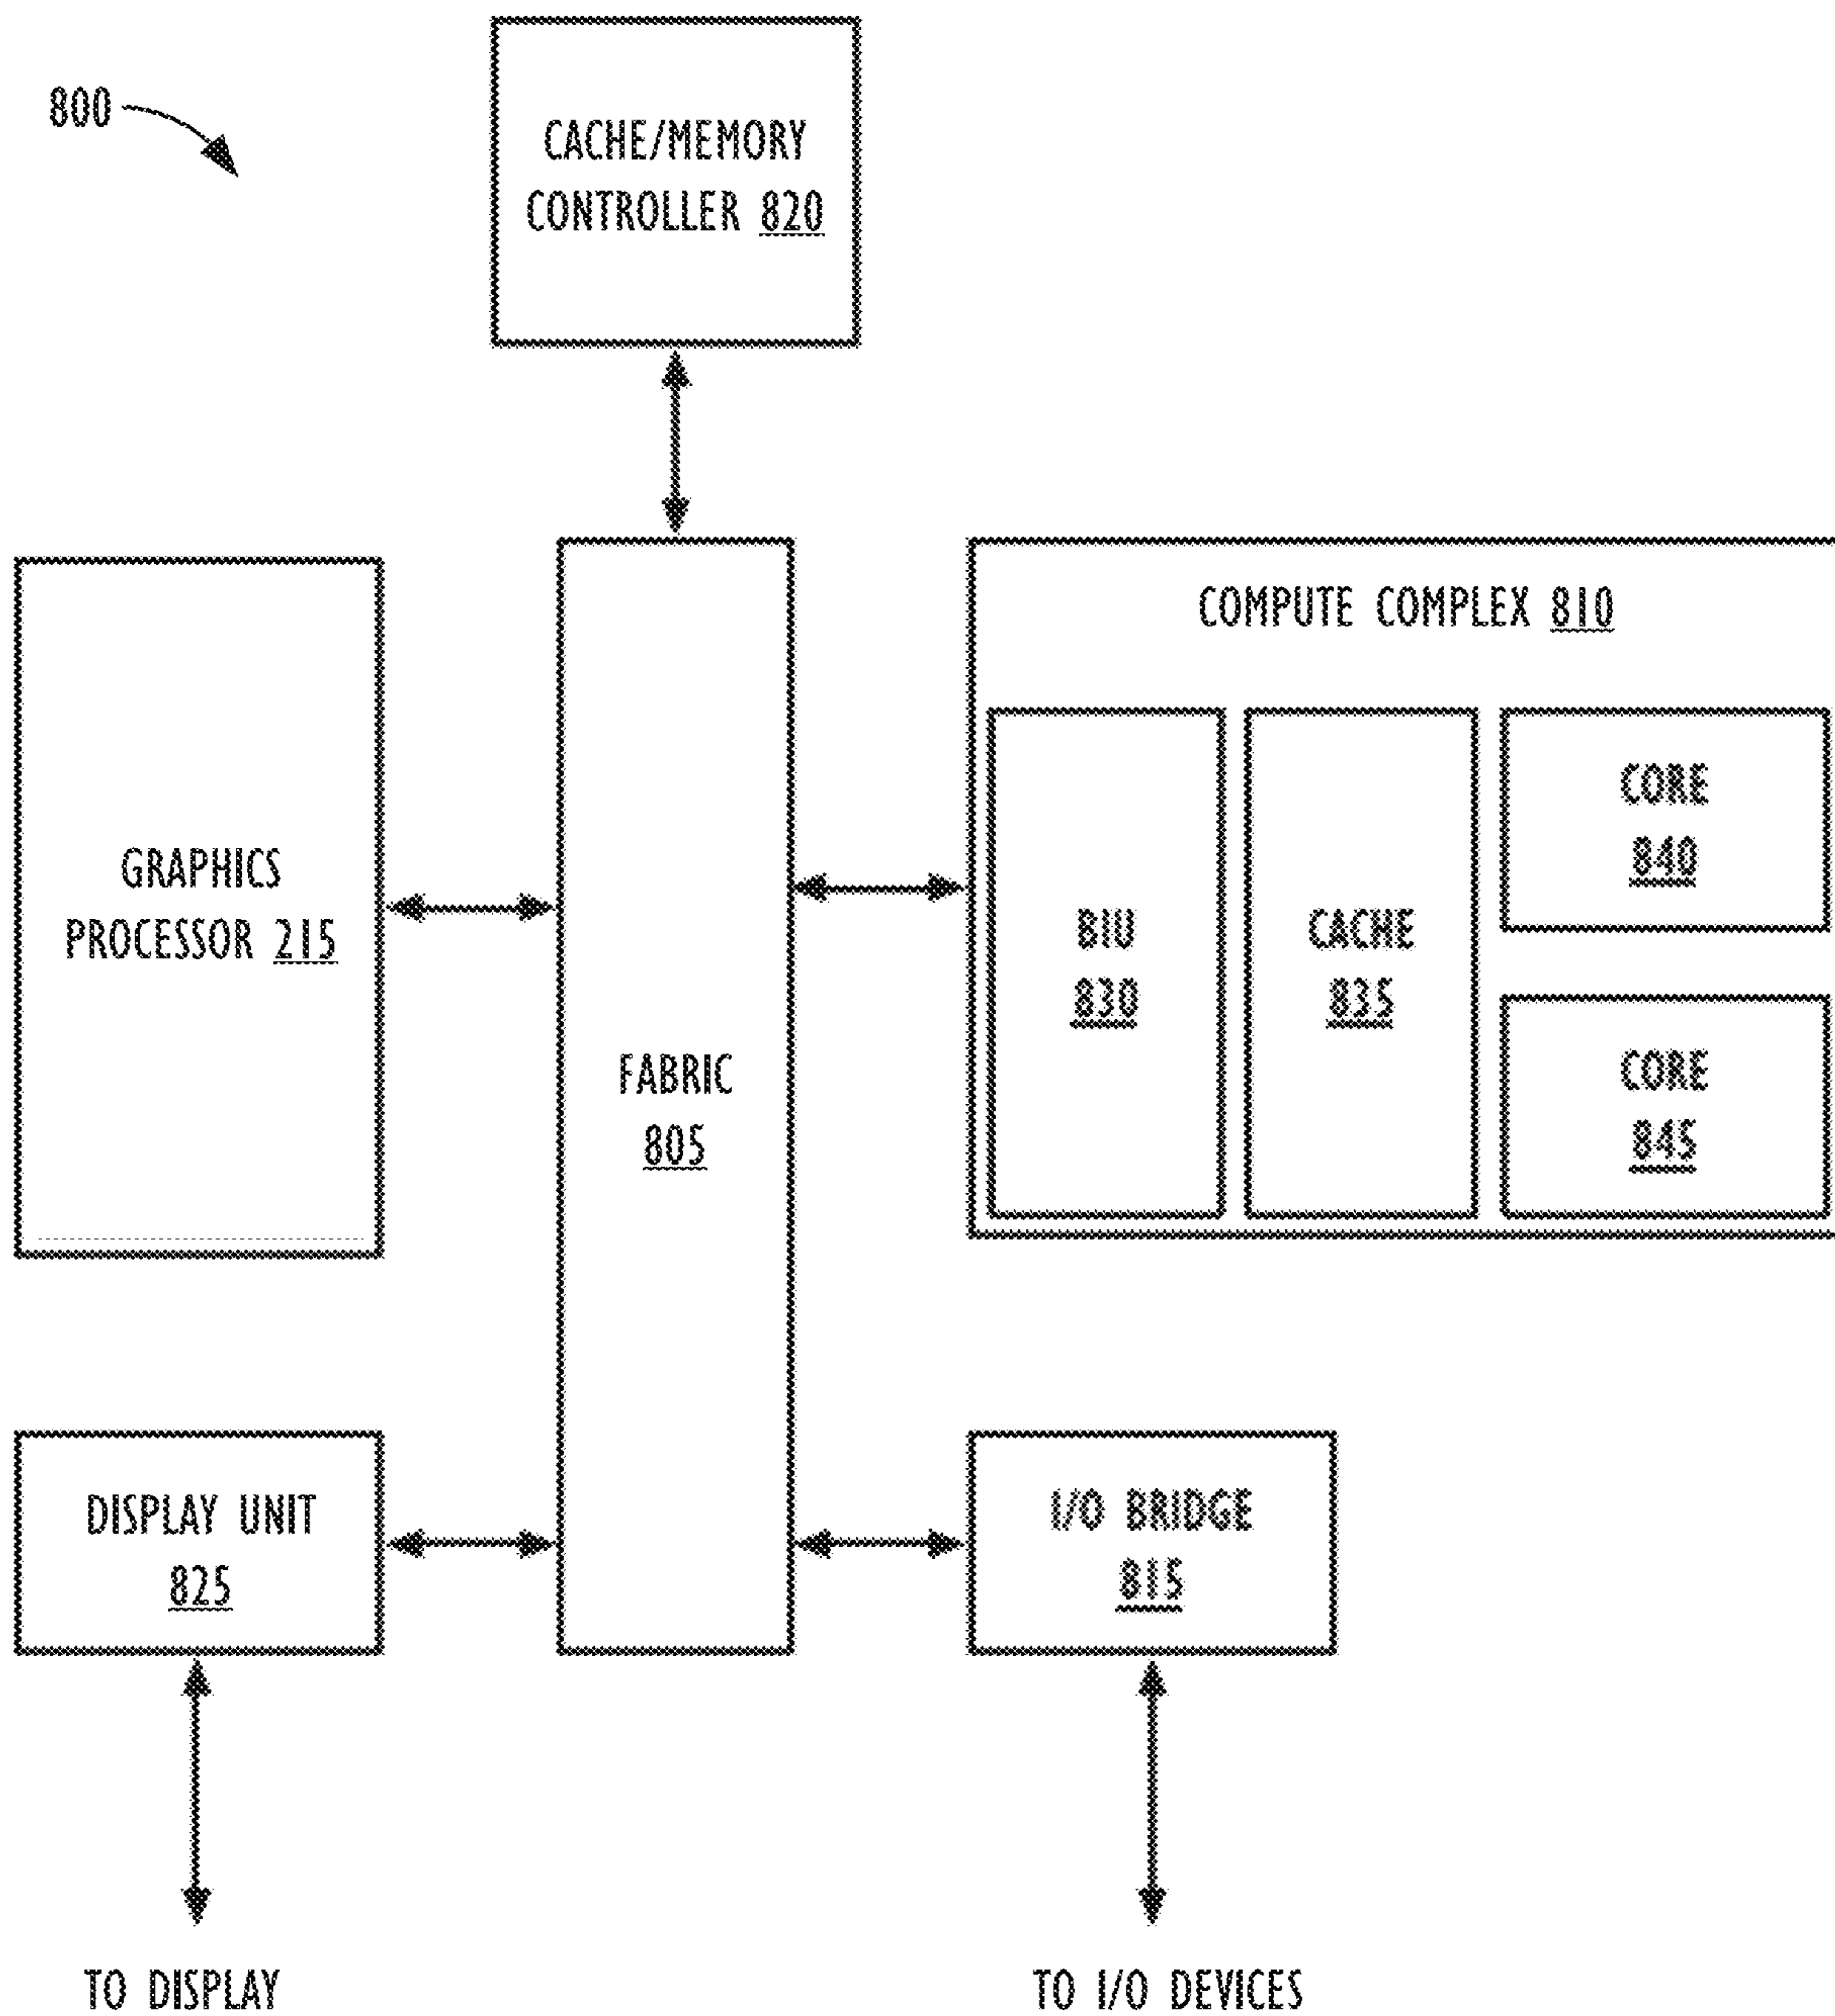 800
CACHE/MEMORY
CONTROLLER 820
COMPUTE COMPLEX 810
GRAPHICS
PROCESSOR 215
FABRIC
805
BIU
830
CACHE
835
CORE
840
CORE
845
DISPLAY UNIT
825
I/O BRIDGE
815
TO DISPLAY
TO I/O DEVICES